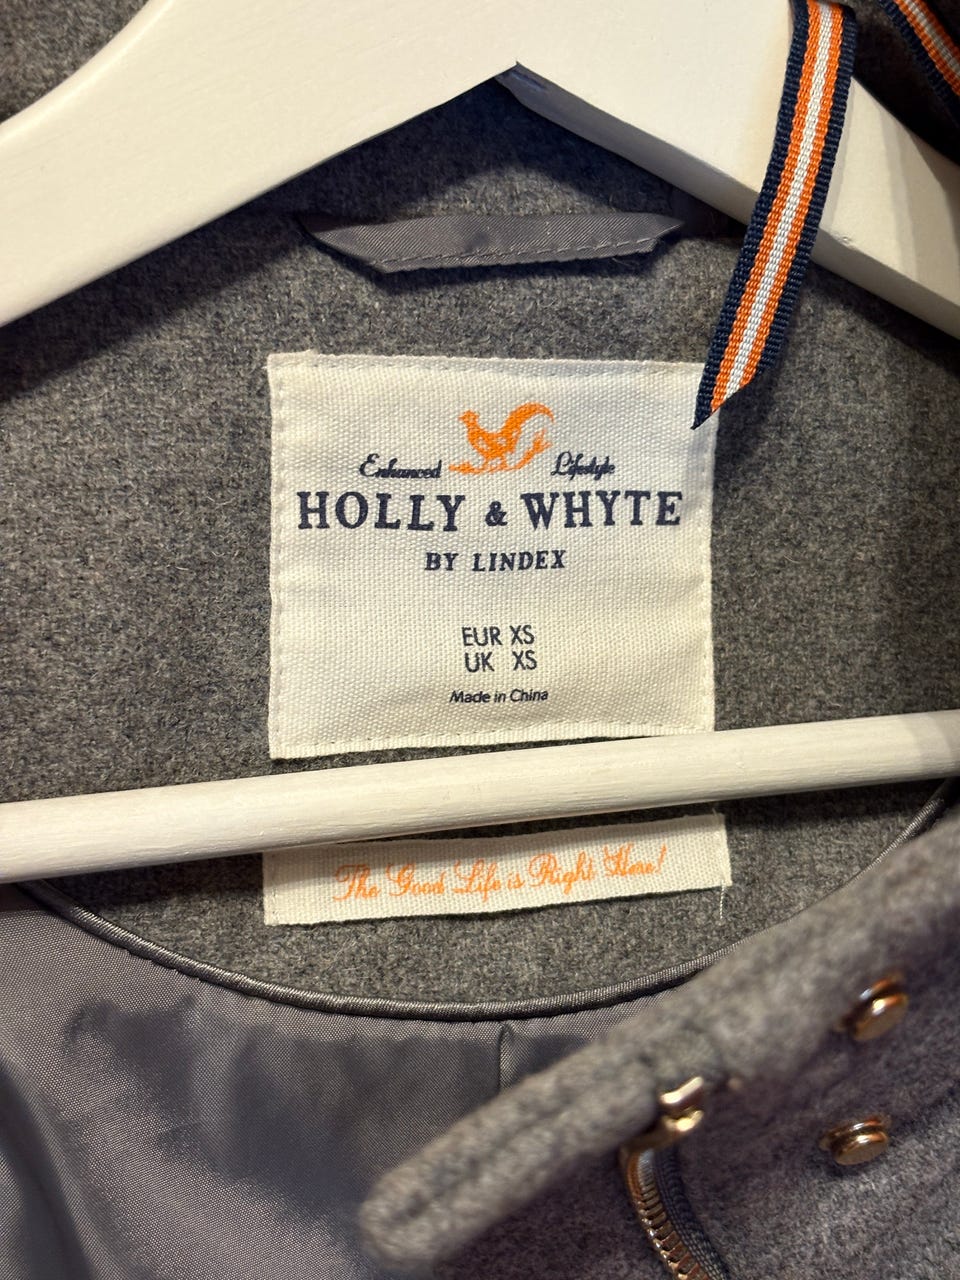 Enhanced Lifestyle
HOLLY & WHYTE
BY LINDEX
EUR XS
UK XS
Made in China
The Good Life is Right Here!